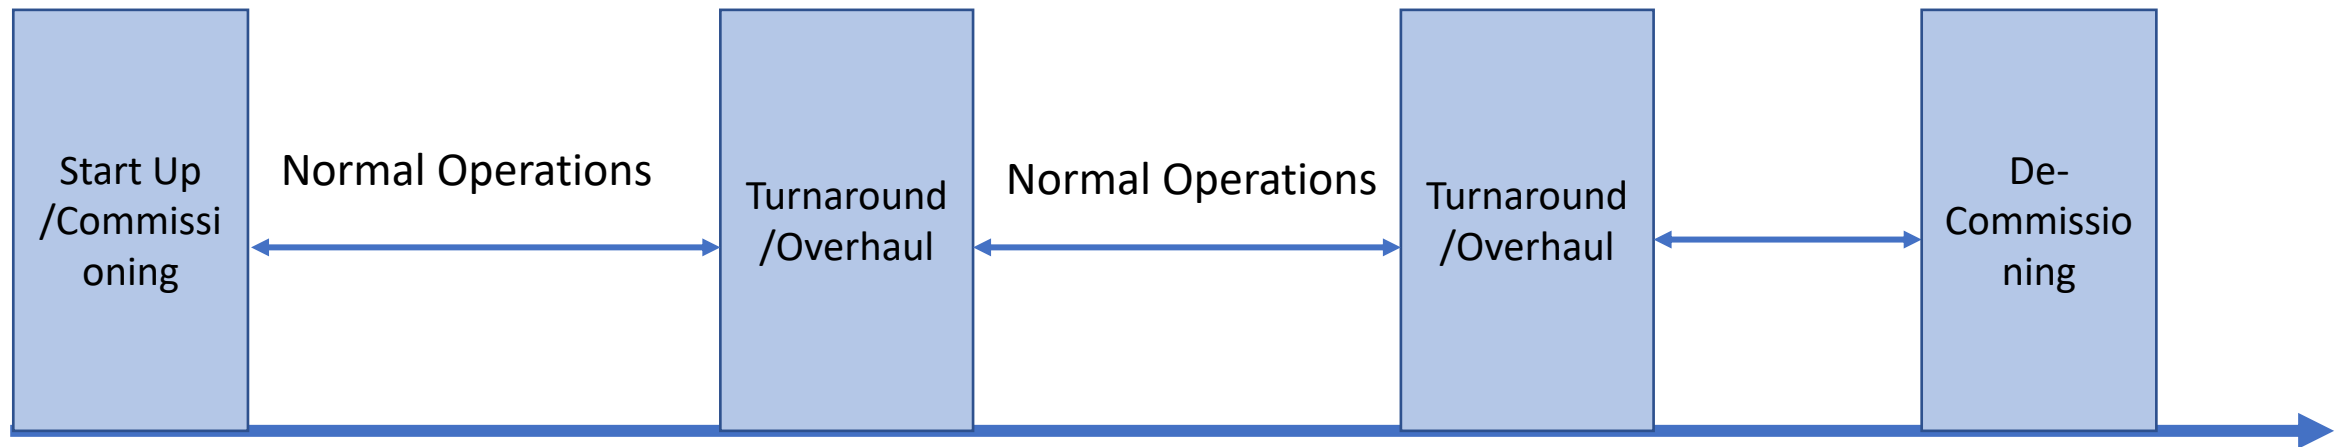 Start Up
/Commissi
oning
Normal Operations
Turnaround
/Overhaul
Normal Operations
Turnaround
/Overhaul
De-
Commissio
ning